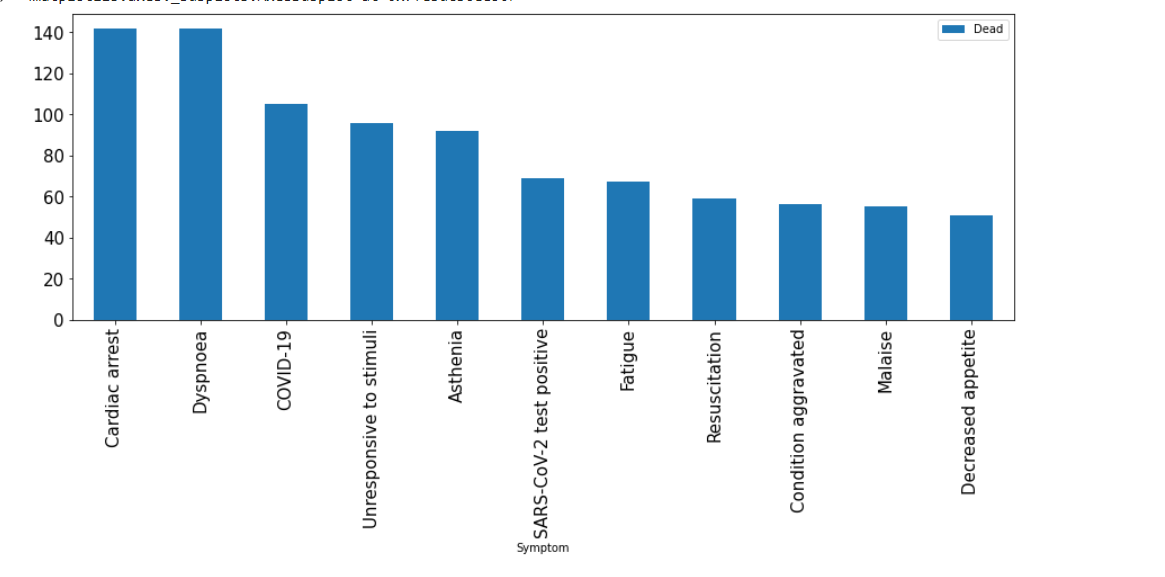 140
120
100
80
60
40
20
0
Dead
Cardiac arrest
Dyspnoea
COVID-19
Unresponsive to stimuli
Asthenia
SARS-CoV-2 test positive
Fatigue
Resuscitation
Condition aggravated
Malaise
Decreased appetite
Symptom